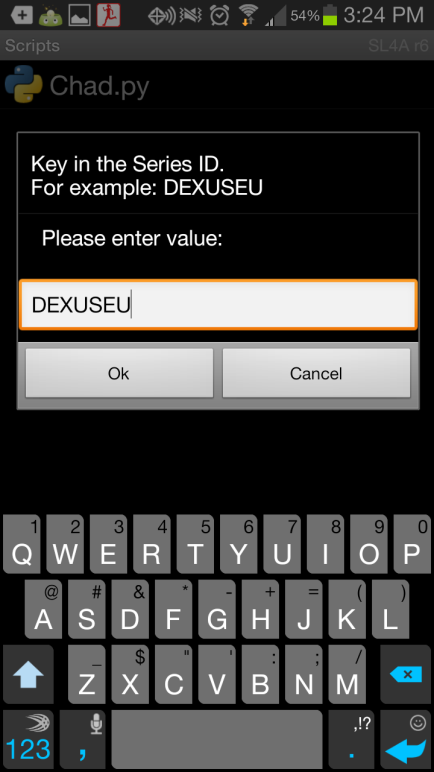 54% 3:24 PM
Scripts SL4A r6
Chad.py
Key in the Series ID.
For example: DEXUSEU
Please enter value:
DEXUSEU
Ok Cancel
1 2 3 4 5 6 7 8 9 0
Q W E R T Y U I O P
@ # & * - + = ( )
A S D F G H J K L
_ $ " ' : ; /
Z X C V B N M
,!?
123 , .